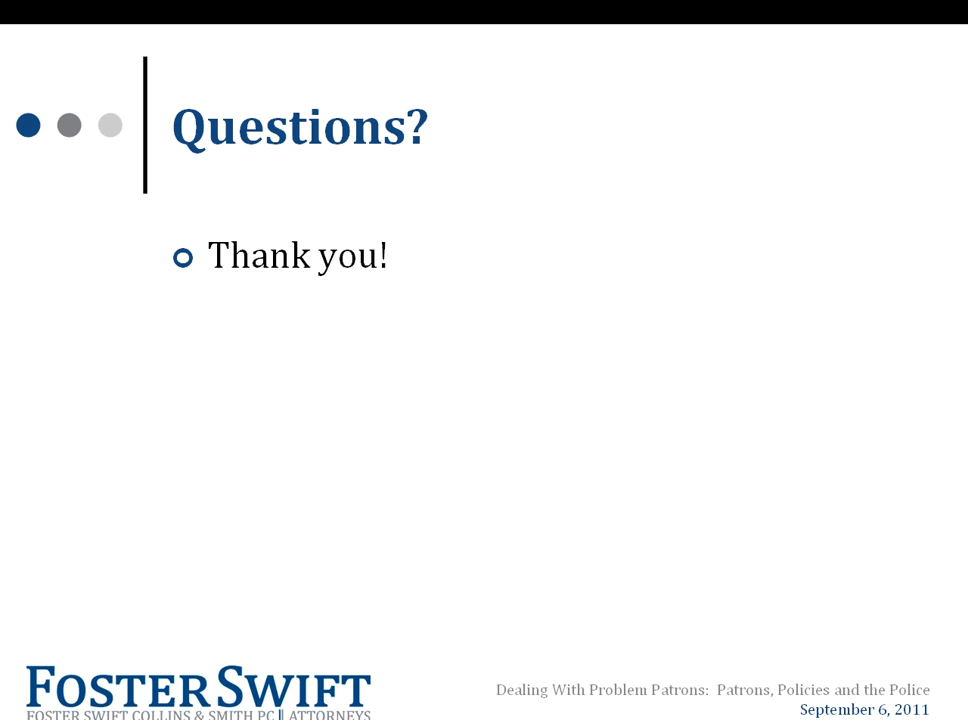 Questions?
Thank you!
FOSTER SWIFT
FOSTER SWIFT COLLINS & SMITH PC || ATTORNEYS
Dealing With Problem Patrons: Patrons, Policies and the Police
September 6, 2011